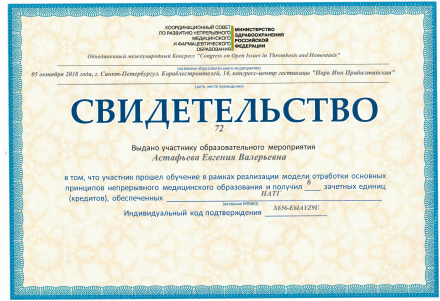 КООРДИНАЦИОННЫЙ СОВЕТ
ПО РАЗВИТИЮ НЕПРЕРЫВНОГО
МЕДИЦИНСКОГО
И ФАРМАЦЕВТИЧЕСКОГО
ОБРАЗОВАНИЯ
МИНИСТЕРСТВО
ЗДРАВООХРАНЕНИЯ
РОССИЙСКОЙ
ФЕДЕРАЦИИ
Объединенный международный Конгресс "Congress on Open Issues in Thrombosis and Hemostasis"
(название образовательного мероприятия)
05 октября 2018 года, г. Санкт-Петербург, Кораблестроителей, 14, конгресс-центр гостиницы "Парк Инн Прибалтийская"
(дата, место проведения)
СВИДЕТЕЛЬСТВО
72
Выдано участнику образовательного мероприятия
Астафьева Евгения Валерьевна
в том, что участник прошел обучение в рамках реализации модели отработки основных
принципов непрерывного медицинского образования и получил 6 зачетных единиц
(кредитов), обеспеченных НАТГ
Индивидуальный код подтверждения X656-E6IAYZ9U